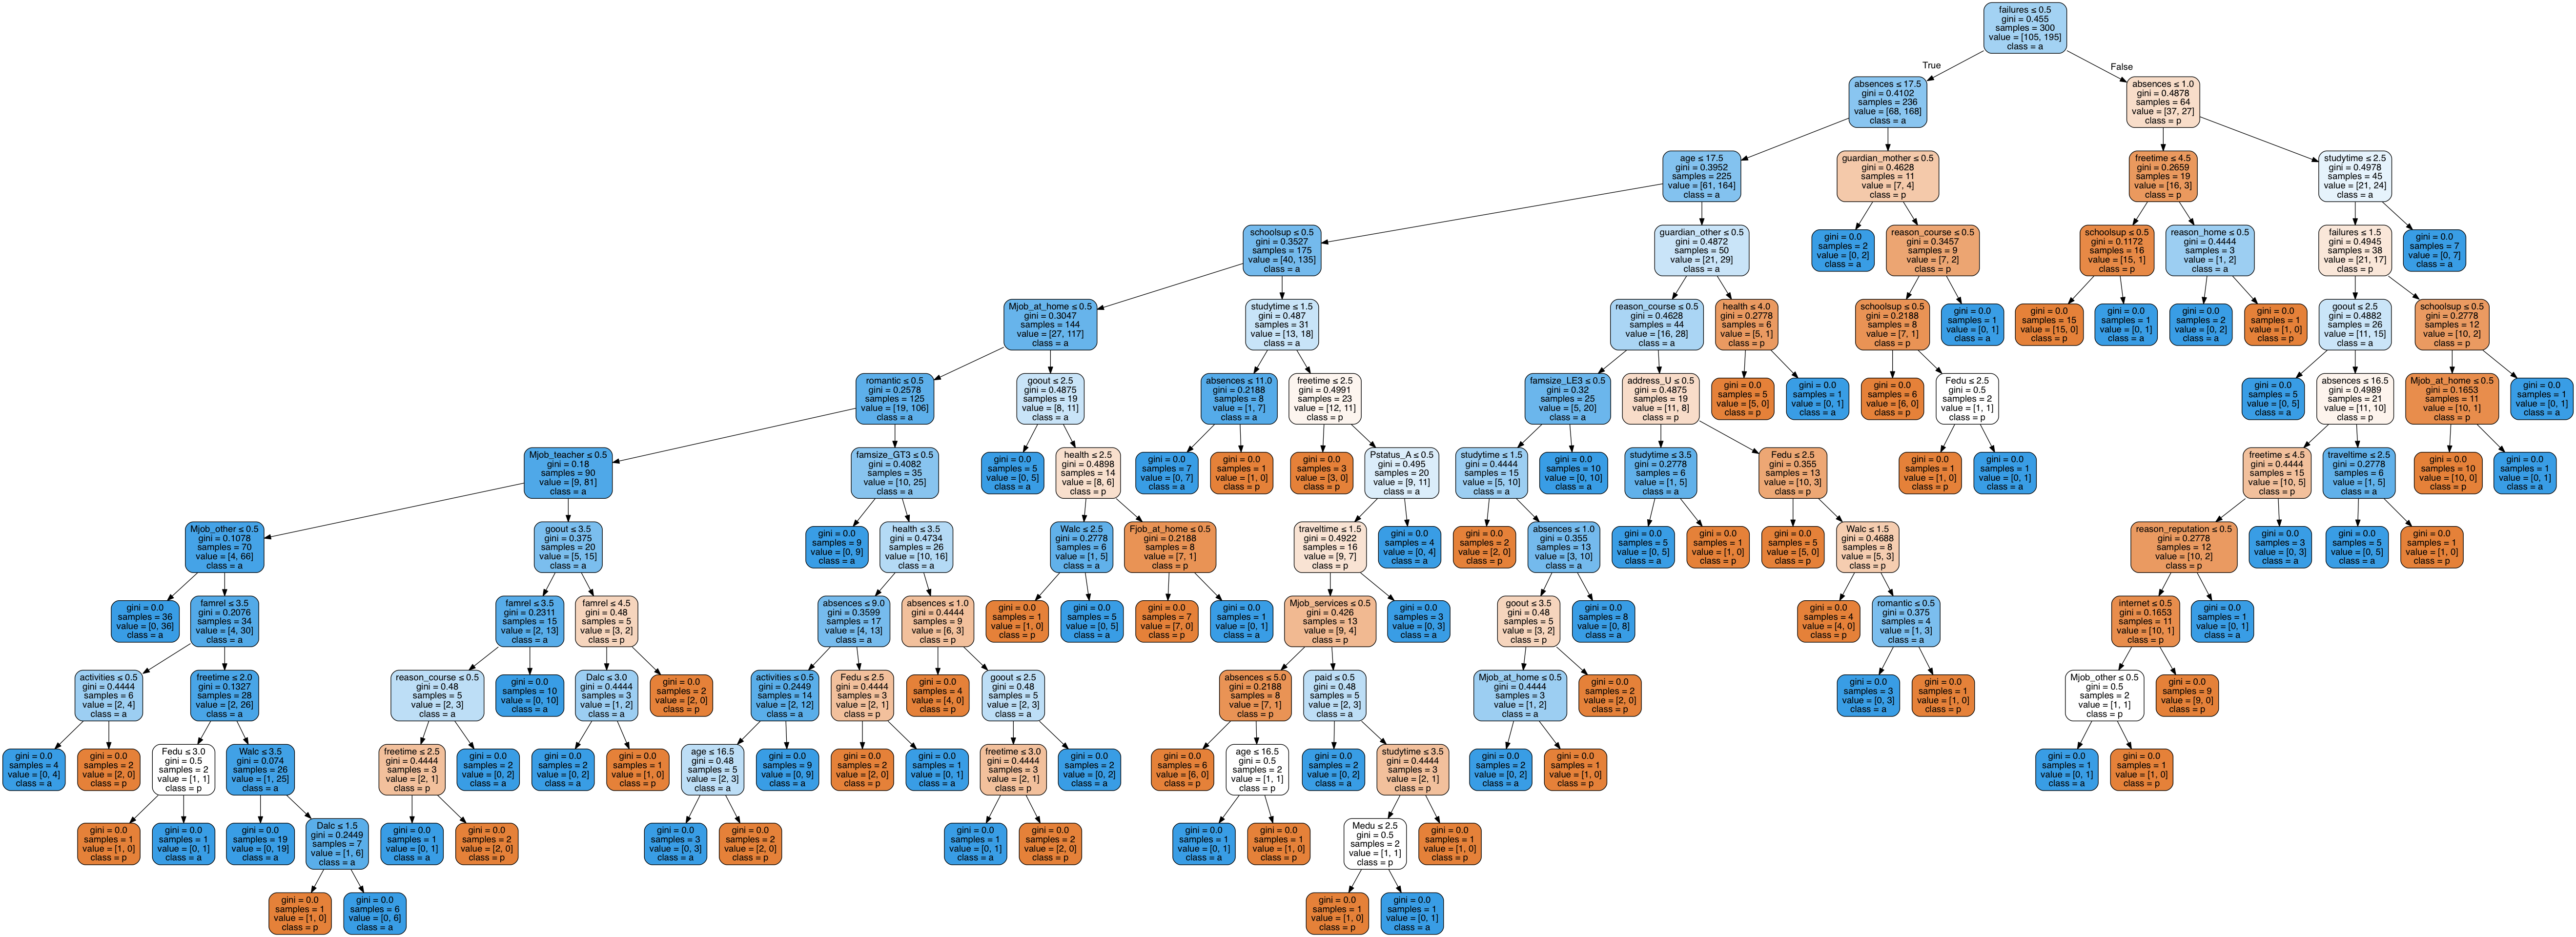 failures ≤ 0.5
gini = 0.455
samples = 300
value = [105, 195]
class = a
True
False
absences ≤ 17.5
gini = 0.4102
samples = 236
value = [68, 168]
class = a
absences ≤ 1.0
gini = 0.4878
samples = 64
value = [37, 27]
class = p
age ≤ 17.5
gini = 0.3952
samples = 225
value = [61, 164]
class = a
guardian_mother ≤ 0.5
gini = 0.4628
samples = 11
value = [7, 4]
class = p
freetime ≤ 4.5
gini = 0.2659
samples = 19
value = [16, 3]
class = p
studytime ≤ 2.5
gini = 0.4978
samples = 45
value = [21, 24]
class = a
schoolsup ≤ 0.5
gini = 0.3527
samples = 175
value = [40, 135]
class = a
guardian_other ≤ 0.5
gini = 0.4872
samples = 50
value = [21, 29]
class = a
gini = 0.0
samples = 2
value = [0, 2]
class = a
reason_course ≤ 0.5
gini = 0.3457
samples = 9
value = [7, 2]
class = p
schoolsup ≤ 0.5
gini = 0.1172
samples = 16
value = [15, 1]
class = p
reason_home ≤ 0.5
gini = 0.4444
samples = 3
value = [1, 2]
class = a
failures ≤ 1.5
gini = 0.4945
samples = 38
value = [21, 17]
class = p
gini = 0.0
samples = 7
value = [0, 7]
class = a
Mjob_at_home ≤ 0.5
gini = 0.3047
samples = 144
value = [27, 117]
class = a
studytime ≤ 1.5
gini = 0.487
samples = 31
value = [13, 18]
class = a
reason_course ≤ 0.5
gini = 0.4628
samples = 44
value = [16, 28]
class = a
health ≤ 4.0
gini = 0.2778
samples = 6
value = [5, 1]
class = p
schoolsup ≤ 0.5
gini = 0.2188
samples = 8
value = [7, 1]
class = p
gini = 0.0
samples = 1
value = [0, 1]
class = a
gini = 0.0
samples = 15
value = [15, 0]
class = p
gini = 0.0
samples = 1
value = [0, 1]
class = a
gini = 0.0
samples = 2
value = [0, 2]
class = a
gini = 0.0
samples = 1
value = [1, 0]
class = p
goout ≤ 2.5
gini = 0.4882
samples = 26
value = [11, 15]
class = a
schoolsup ≤ 0.5
gini = 0.2778
samples = 12
value = [10, 2]
class = p
romantic ≤ 0.5
gini = 0.2578
samples = 125
value = [19, 106]
class = a
goout ≤ 2.5
gini = 0.4875
samples = 19
value = [8, 11]
class = a
absences ≤ 11.0
gini = 0.2188
samples = 8
value = [1, 7]
class = a
freetime ≤ 2.5
gini = 0.4991
samples = 23
value = [12, 11]
class = p
famsize_LE3 ≤ 0.5
gini = 0.32
samples = 25
value = [5, 20]
class = a
address_U ≤ 0.5
gini = 0.4875
samples = 19
value = [11, 8]
class = p
gini = 0.0
samples = 5
value = [5, 0]
class = p
gini = 0.0
samples = 1
value = [0, 1]
class = a
gini = 0.0
samples = 6
value = [6, 0]
class = p
Fedu ≤ 2.5
gini = 0.5
samples = 2
value = [1, 1]
class = p
gini = 0.0
samples = 5
value = [0, 5]
class = a
absences ≤ 16.5
gini = 0.4989
samples = 21
value = [11, 10]
class = p
Mjob_at_home ≤ 0.5
gini = 0.1653
samples = 11
value = [10, 1]
class = p
gini = 0.0
samples = 1
value = [0, 1]
class = a
Mjob_teacher ≤ 0.5
gini = 0.18
samples = 90
value = [9, 81]
class = a
famsize_GT3 ≤ 0.5
gini = 0.4082
samples = 35
value = [10, 25]
class = a
gini = 0.0
samples = 5
value = [0, 5]
class = a
health ≤ 2.5
gini = 0.4898
samples = 14
value = [8, 6]
class = p
gini = 0.0
samples = 7
value = [0, 7]
class = a
gini = 0.0
samples = 1
value = [1, 0]
class = p
gini = 0.0
samples = 3
value = [3, 0]
class = p
Pstatus_A ≤ 0.5
gini = 0.495
samples = 20
value = [9, 11]
class = a
studytime ≤ 1.5
gini = 0.4444
samples = 15
value = [5, 10]
class = a
gini = 0.0
samples = 10
value = [0, 10]
class = a
studytime ≤ 3.5
gini = 0.2778
samples = 6
value = [1, 5]
class = a
Fedu ≤ 2.5
gini = 0.355
samples = 13
value = [10, 3]
class = p
gini = 0.0
samples = 1
value = [1, 0]
class = p
gini = 0.0
samples = 1
value = [0, 1]
class = a
freetime ≤ 4.5
gini = 0.4444
samples = 15
value = [10, 5]
class = p
traveltime ≤ 2.5
gini = 0.2778
samples = 6
value = [1, 5]
class = a
gini = 0.0
samples = 10
value = [10, 0]
class = p
gini = 0.0
samples = 1
value = [0, 1]
class = a
Mjob_other ≤ 0.5
gini = 0.1078
samples = 70
value = [4, 66]
class = a
goout ≤ 3.5
gini = 0.375
samples = 20
value = [5, 15]
class = a
gini = 0.0
samples = 9
value = [0, 9]
class = a
health ≤ 3.5
gini = 0.4734
samples = 26
value = [10, 16]
class = a
Walc ≤ 2.5
gini = 0.2778
samples = 6
value = [1, 5]
class = a
Fjob_at_home ≤ 0.5
gini = 0.2188
samples = 8
value = [7, 1]
class = p
traveltime ≤ 1.5
gini = 0.4922
samples = 16
value = [9, 7]
class = p
gini = 0.0
samples = 4
value = [0, 4]
class = a
gini = 0.0
samples = 2
value = [2, 0]
class = p
absences ≤ 1.0
gini = 0.355
samples = 13
value = [3, 10]
class = a
gini = 0.0
samples = 5
value = [0, 5]
class = a
gini = 0.0
samples = 1
value = [1, 0]
class = p
gini = 0.0
samples = 5
value = [5, 0]
class = p
Walc ≤ 1.5
gini = 0.4688
samples = 8
value = [5, 3]
class = p
reason_reputation ≤ 0.5
gini = 0.2778
samples = 12
value = [10, 2]
class = p
gini = 0.0
samples = 3
value = [0, 3]
class = a
gini = 0.0
samples = 5
value = [0, 5]
class = a
gini = 0.0
samples = 1
value = [1, 0]
class = p
gini = 0.0
samples = 36
value = [0, 36]
class = a
famrel ≤ 3.5
gini = 0.2076
samples = 34
value = [4, 30]
class = a
famrel ≤ 3.5
gini = 0.2311
samples = 15
value = [2, 13]
class = a
famrel ≤ 4.5
gini = 0.48
samples = 5
value = [3, 2]
class = p
absences ≤ 9.0
gini = 0.3599
samples = 17
value = [4, 13]
class = a
absences ≤ 1.0
gini = 0.4444
samples = 9
value = [6, 3]
class = p
gini = 0.0
samples = 1
value = [1, 0]
class = p
gini = 0.0
samples = 5
value = [0, 5]
class = a
gini = 0.0
samples = 7
value = [7, 0]
class = p
gini = 0.0
samples = 1
value = [0, 1]
class = a
Mjob_services ≤ 0.5
gini = 0.426
samples = 13
value = [9, 4]
class = p
gini = 0.0
samples = 3
value = [0, 3]
class = a
goout ≤ 3.5
gini = 0.48
samples = 5
value = [3, 2]
class = p
gini = 0.0
samples = 8
value = [0, 8]
class = a
gini = 0.0
samples = 4
value = [4, 0]
class = p
romantic ≤ 0.5
gini = 0.375
samples = 4
value = [1, 3]
class = a
internet ≤ 0.5
gini = 0.1653
samples = 11
value = [10, 1]
class = p
gini = 0.0
samples = 1
value = [0, 1]
class = a
activities ≤ 0.5
gini = 0.4444
samples = 6
value = [2, 4]
class = a
freetime ≤ 2.0
gini = 0.1327
samples = 28
value = [2, 26]
class = a
reason_course ≤ 0.5
gini = 0.48
samples = 5
value = [2, 3]
class = a
gini = 0.0
samples = 10
value = [0, 10]
class = a
Dalc ≤ 3.0
gini = 0.4444
samples = 3
value = [1, 2]
class = a
gini = 0.0
samples = 2
value = [2, 0]
class = p
activities ≤ 0.5
gini = 0.2449
samples = 14
value = [2, 12]
class = a
Fedu ≤ 2.5
gini = 0.4444
samples = 3
value = [2, 1]
class = p
gini = 0.0
samples = 4
value = [4, 0]
class = p
goout ≤ 2.5
gini = 0.48
samples = 5
value = [2, 3]
class = a
absences ≤ 5.0
gini = 0.2188
samples = 8
value = [7, 1]
class = p
paid ≤ 0.5
gini = 0.48
samples = 5
value = [2, 3]
class = a
Mjob_at_home ≤ 0.5
gini = 0.4444
samples = 3
value = [1, 2]
class = a
gini = 0.0
samples = 2
value = [2, 0]
class = p
gini = 0.0
samples = 3
value = [0, 3]
class = a
gini = 0.0
samples = 1
value = [1, 0]
class = p
Mjob_other ≤ 0.5
gini = 0.5
samples = 2
value = [1, 1]
class = p
gini = 0.0
samples = 9
value = [9, 0]
class = p
gini = 0.0
samples = 4
value = [0, 4]
class = a
gini = 0.0
samples = 2
value = [2, 0]
class = p
Fedu ≤ 3.0
gini = 0.5
samples = 2
value = [1, 1]
class = p
Walc ≤ 3.5
gini = 0.074
samples = 26
value = [1, 25]
class = a
freetime ≤ 2.5
gini = 0.4444
samples = 3
value = [2, 1]
class = p
gini = 0.0
samples = 2
value = [0, 2]
class = a
gini = 0.0
samples = 2
value = [0, 2]
class = a
gini = 0.0
samples = 1
value = [1, 0]
class = p
age ≤ 16.5
gini = 0.48
samples = 5
value = [2, 3]
class = a
gini = 0.0
samples = 9
value = [0, 9]
class = a
gini = 0.0
samples = 2
value = [2, 0]
class = p
gini = 0.0
samples = 1
value = [0, 1]
class = a
freetime ≤ 3.0
gini = 0.4444
samples = 3
value = [2, 1]
class = p
gini = 0.0
samples = 2
value = [0, 2]
class = a
gini = 0.0
samples = 6
value = [6, 0]
class = p
age ≤ 16.5
gini = 0.5
samples = 2
value = [1, 1]
class = p
gini = 0.0
samples = 2
value = [0, 2]
class = a
studytime ≤ 3.5
gini = 0.4444
samples = 3
value = [2, 1]
class = p
gini = 0.0
samples = 2
value = [0, 2]
class = a
gini = 0.0
samples = 1
value = [1, 0]
class = p
gini = 0.0
samples = 1
value = [0, 1]
class = a
gini = 0.0
samples = 1
value = [1, 0]
class = p
gini = 0.0
samples = 1
value = [1, 0]
class = p
gini = 0.0
samples = 1
value = [0, 1]
class = a
gini = 0.0
samples = 19
value = [0, 19]
class = a
Dalc ≤ 1.5
gini = 0.2449
samples = 7
value = [1, 6]
class = a
gini = 0.0
samples = 1
value = [0, 1]
class = a
gini = 0.0
samples = 2
value = [2, 0]
class = p
gini = 0.0
samples = 3
value = [0, 3]
class = a
gini = 0.0
samples = 2
value = [2, 0]
class = p
gini = 0.0
samples = 1
value = [0, 1]
class = a
gini = 0.0
samples = 2
value = [2, 0]
class = p
gini = 0.0
samples = 1
value = [0, 1]
class = a
gini = 0.0
samples = 1
value = [1, 0]
class = p
Medu ≤ 2.5
gini = 0.5
samples = 2
value = [1, 1]
class = p
gini = 0.0
samples = 1
value = [1, 0]
class = p
gini = 0.0
samples = 1
value = [1, 0]
class = p
gini = 0.0
samples = 6
value = [0, 6]
class = a
gini = 0.0
samples = 1
value = [1, 0]
class = p
gini = 0.0
samples = 1
value = [0, 1]
class = a